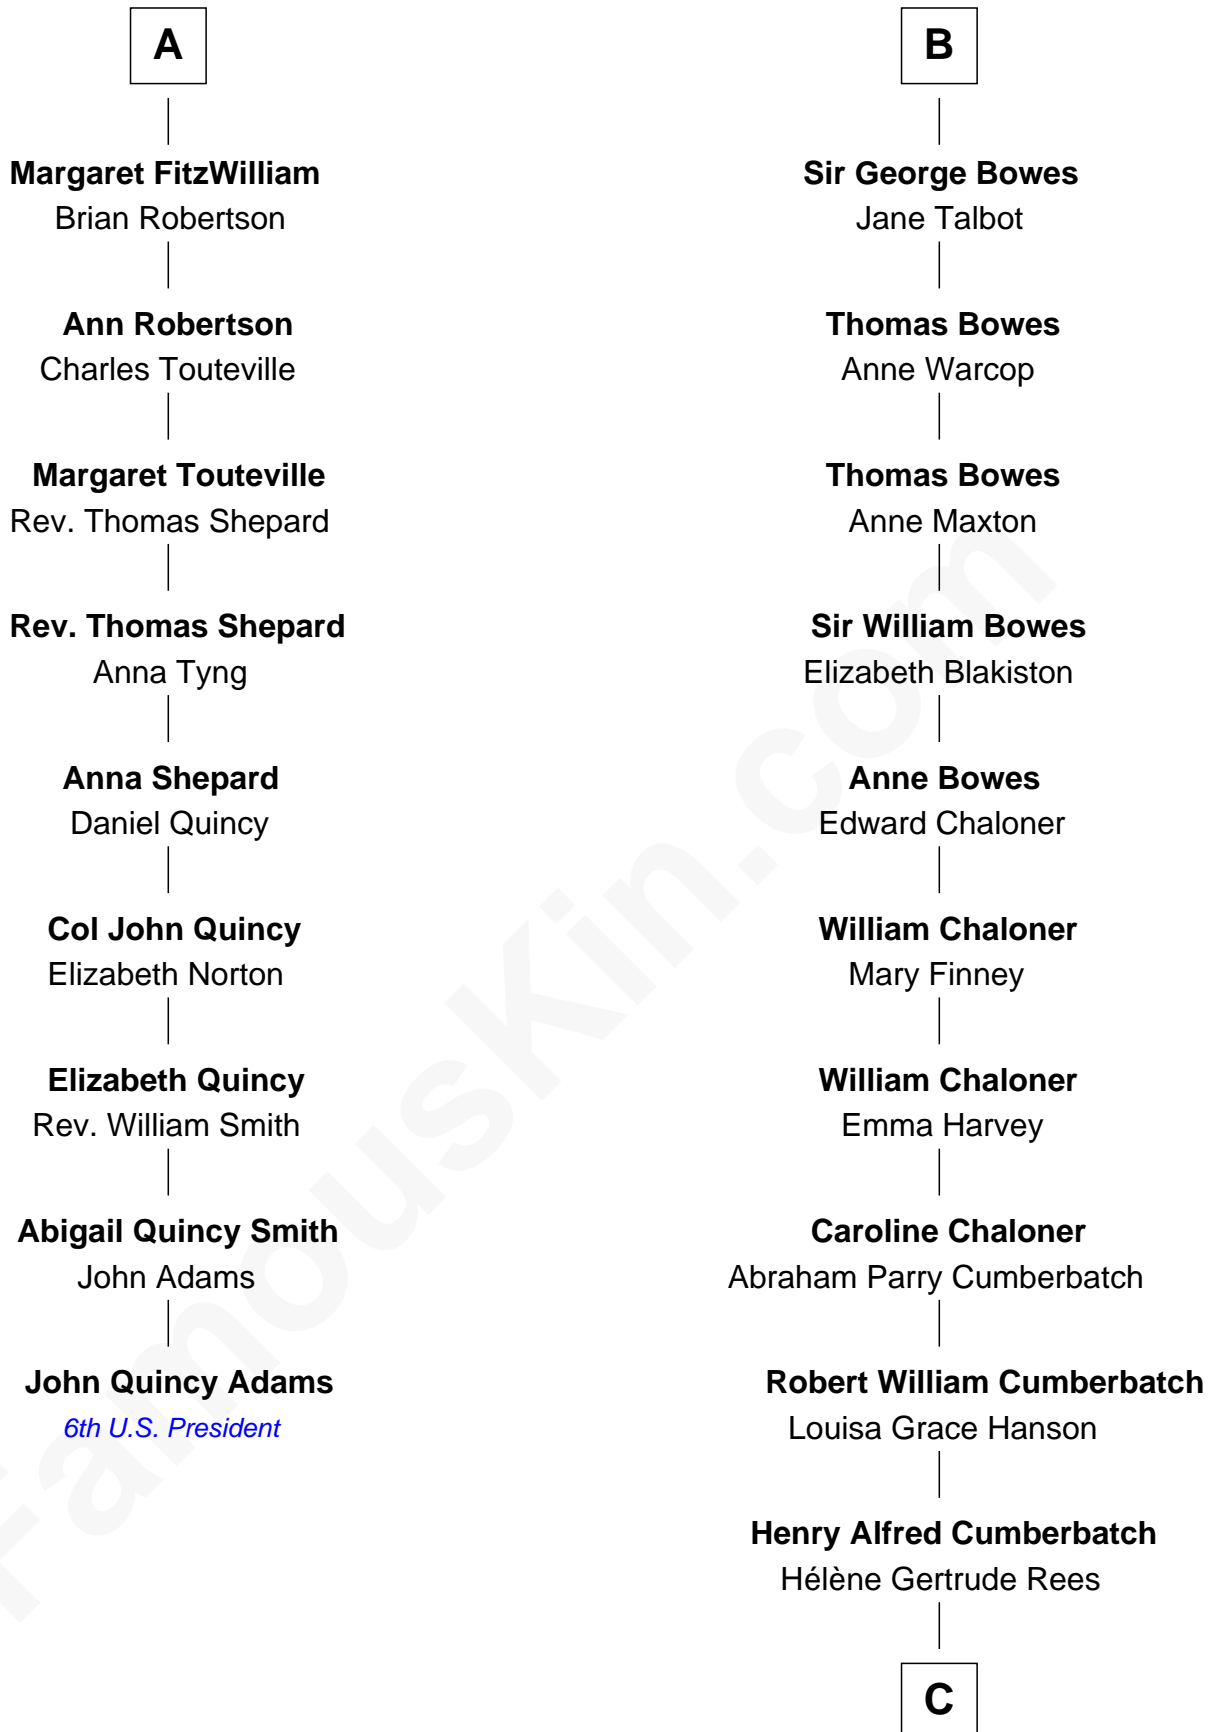 A
Margaret FitzWilliam
Brian Robertson
Ann Robertson
Charles Touteville
Margaret Touteville
Rev. Thomas Shepard
Rev. Thomas Shepard
Anna Tyng
Anna Shepard
Daniel Quincy
Col John Quincy
Elizabeth Norton
Elizabeth Quincy
Rev. William Smith
Abigail Quincy Smith
John Adams
John Quincy Adams
6th U.S. President
B
Sir George Bowes
Jane Talbot
Thomas Bowes
Anne Warcop
Thomas Bowes
Anne Maxton
Sir William Bowes
Elizabeth Blakiston
Anne Bowes
Edward Chaloner
William Chaloner
Mary Finney
William Chaloner
Emma Harvey
Caroline Chaloner
Abraham Parry Cumberbatch
Robert William Cumberbatch
Louisa Grace Hanson
Henry Alfred Cumberbatch
Hélène Gertrude Rees
C
FamousKin.com